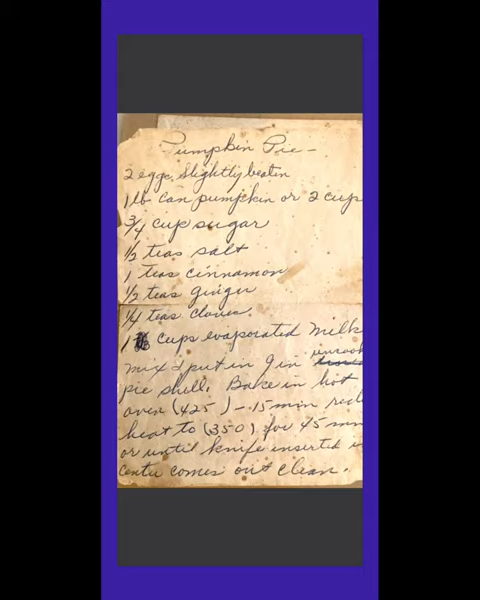 Pumpkin Pie -
2 eggs, slightly beaten
1 lb can pumpkin or 2 cup
3/4 cup sugar
1/2 teas salt
1 teas cinnamon
1/2 teas ginger
1/4 teas cloves.
1 cups evaporated milk
mix & put in 9 in uncook
pie shell. Bake in hot
oven (425) - 15 min red
heat to (350) for 45 min
or until knife inserted in
center comes out clean.